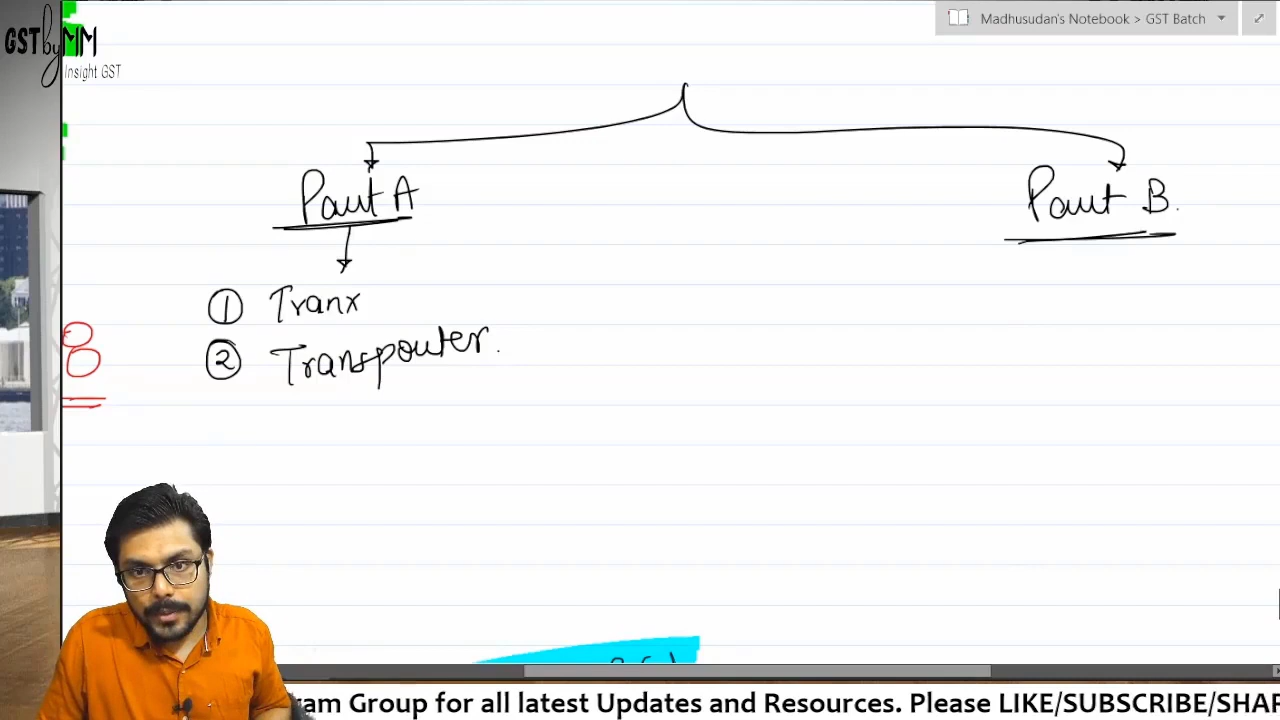 GST by MM
Insight GST
Madhusudan's Notebook > GST Batch
Part A
Part B.
① Tranx
② Transporter.
8
ram Group for all latest Updates and Resources. Please LIKE/SUBSCRIBE/SHAR